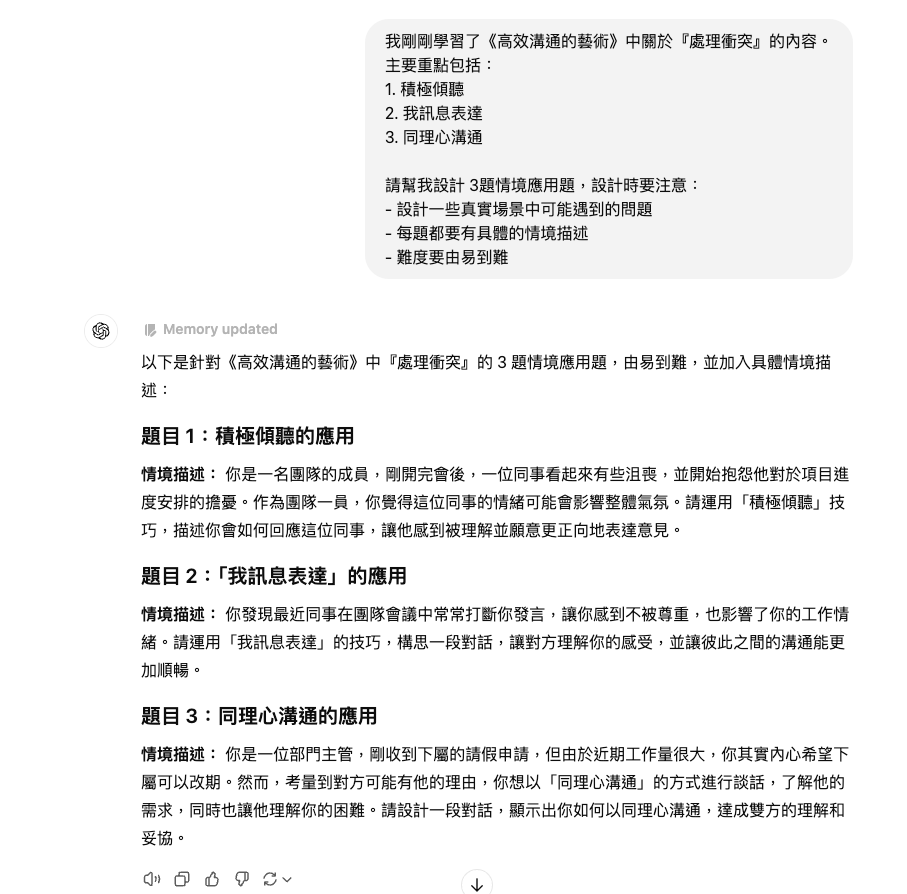 我剛剛學習了《高效溝通的藝術》中關於『處理衝突』的內容。
主要重點包括：
1. 積極傾聽
2. 我訊息表達
3. 同理心溝通
請幫我設計 3題情境應用題，設計時要注意：
- 設計一些真實場景中可能遇到的問題
- 每題都要有具體的情境描述
- 難度要由易到難
Memory updated
以下是針對《高效溝通的藝術》中『處理衝突』的 3 題情境應用題，由易到難，並加入具體情境描
述：
題目 1：積極傾聽的應用
情境描述： 你是一名團隊的成員，剛開完會後，一位同事看起來有些沮喪，並開始抱怨他對於項目進
度安排的擔憂。作為團隊一員，你覺得這位同事的情緒可能會影響整體氣氛。請運用「積極傾聽」技
巧，描述你會如何回應這位同事，讓他感到被理解並願意更正向地表達意見。
題目 2：「我訊息表達」的應用
情境描述： 你發現最近同事在團隊會議中常常打斷你發言，讓你感到不被尊重，也影響了你的工作情
緒。請運用「我訊息表達」的技巧，構思一段對話，讓對方理解你的感受，並讓彼此之間的溝通能更
加順暢。
題目 3：同理心溝通的應用
情境描述： 你是一位部門主管，剛收到下屬的請假申請，但由於近期工作量很大，你其實內心希望下
屬可以改期。然而，考量到對方可能有他的理由，你想以「同理心溝通」的方式進行談話，了解他的
需求，同時也讓他理解你的困難。請設計一段對話，顯示出你如何以同理心溝通，達成雙方的理解和
妥協。